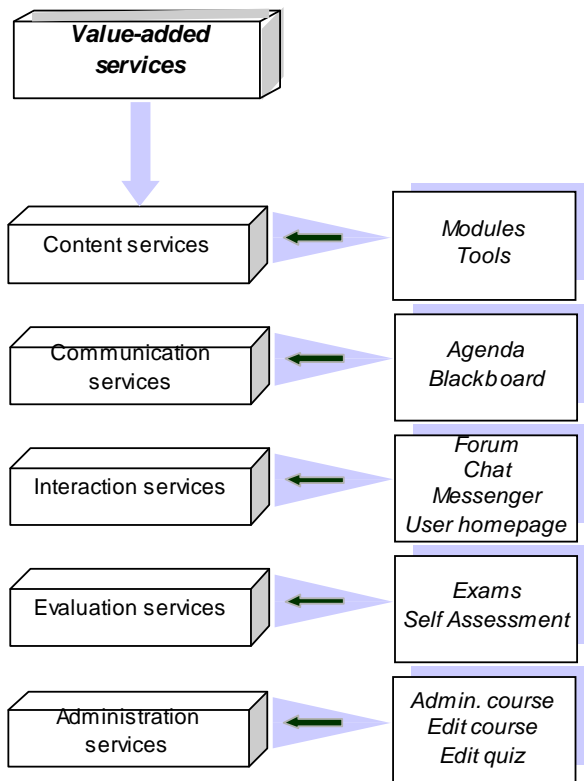 Value-added
services
Content services
Modules
Tools
Communication
services
Agenda
Blackboard
Interaction services
Forum
Chat
Messenger
User homepage
Evaluation services
Exams
Self Assessment
Administration
services
Admin. course
Edit course
Edit quiz